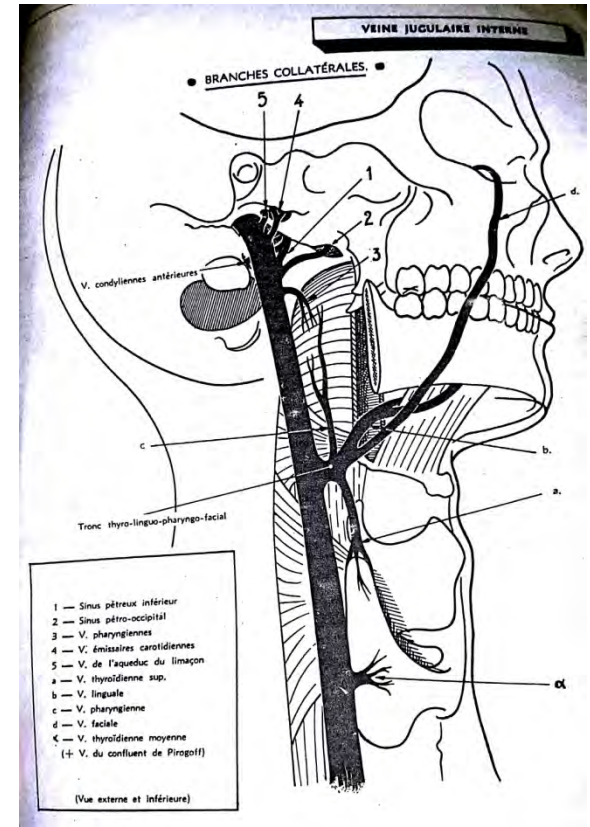 VEINE JUGULAIRE INTERNE
• BRANCHES COLLATÉRALES. •
5 4
1
2
3
d.
V. condyliennes antérieures
c
b.
a.
Tronc thyro-linguo-pharyngo-facial
α
1 — Sinus pétreux inférieur
2 — Sinus pétro-occipital
3 — V. pharyngiennes
4 — V. émissaires carotidiennes
5 — V. de l'aqueduc du limaçon
a — V. thyroïdienne sup.
b — V. linguale
c — V. pharyngienne
d — V. faciale
— V. thyroïdienne moyenne
(+ V. du confluent de Pirogoff)
(Vue externe et Inférieure)